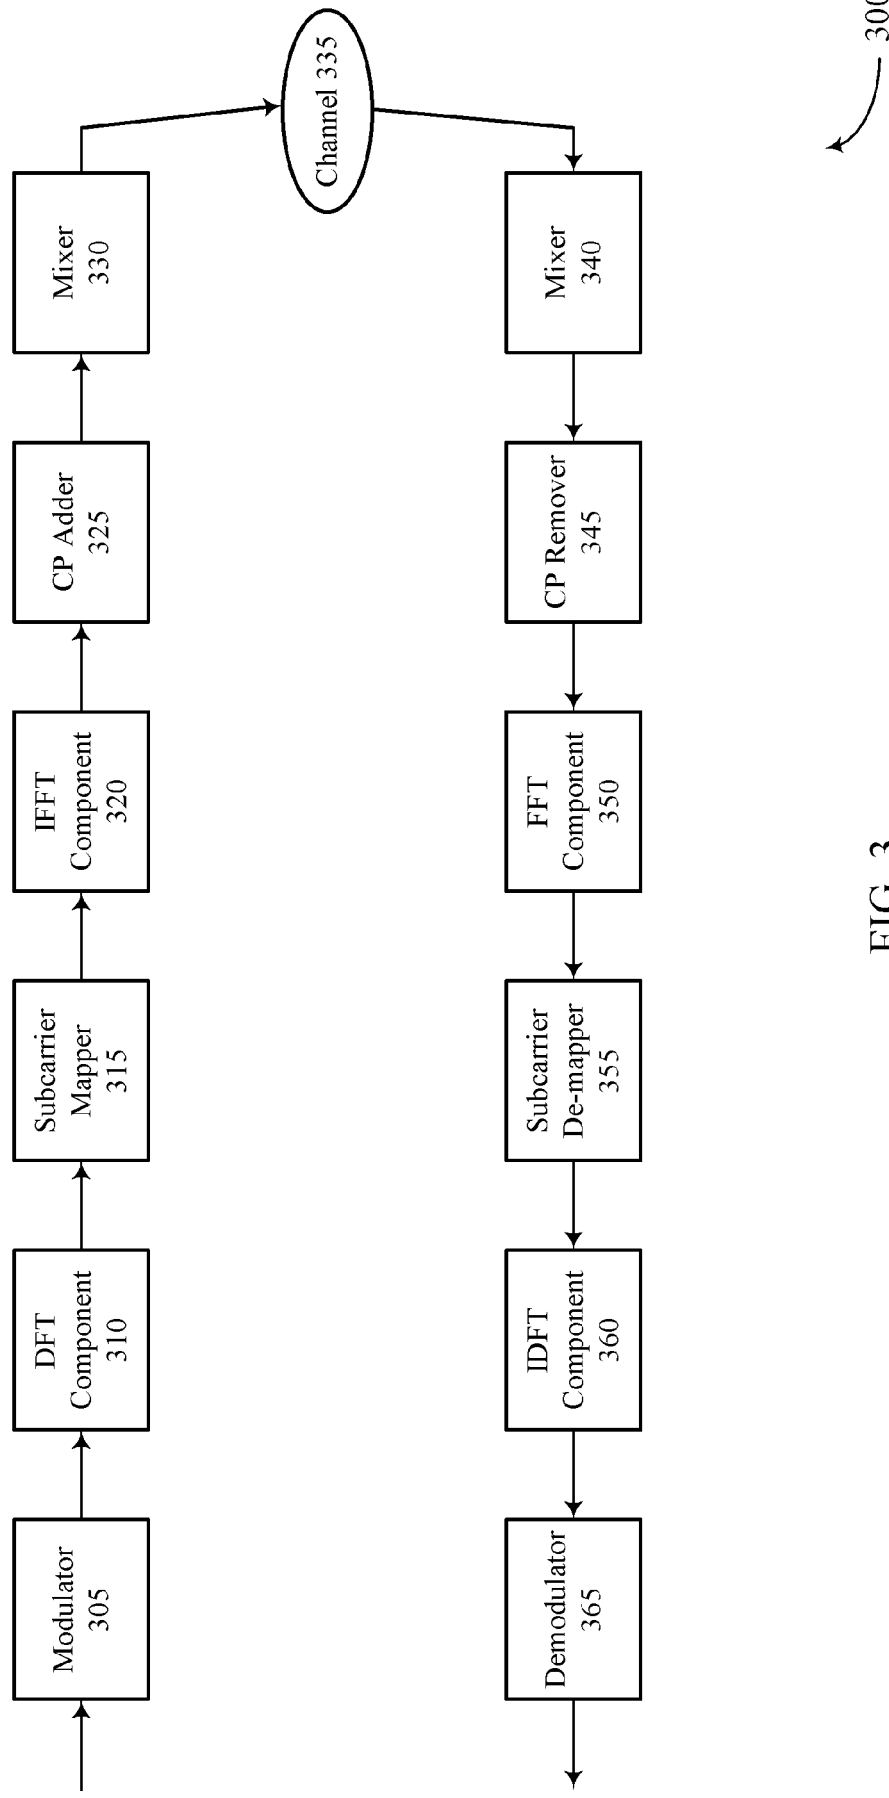 Modulator
305
DFT
Component
310
Subcarrier
Mapper
315
IFFT
Component
320
CP Adder
325
Mixer
330
Channel 335
Mixer
340
CP Remover
345
FFT
Component
350
Subcarrier
De-mapper
355
IDFT
Component
360
Demodulator
365
300
FIG. 3